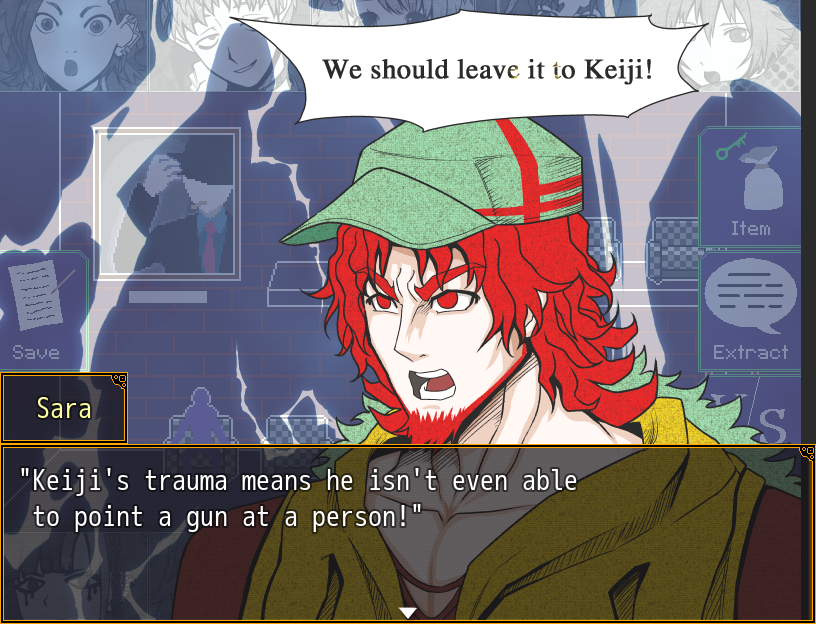 We should leave it to Keiji!
Item
Save
Extract
VS
Sara
"Keiji's trauma means he isn't even able
to point a gun at a person!"